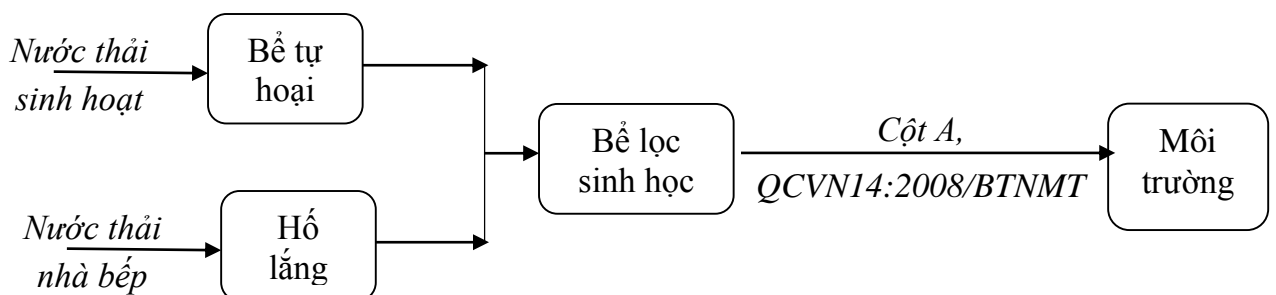 Nước thải
sinh hoạt
Bể tự
hoại
Nước thải
nhà bếp
Hố
lắng
Bể lọc
sinh học
Cột A,
QCVN14:2008/BTNMT
Môi
trường